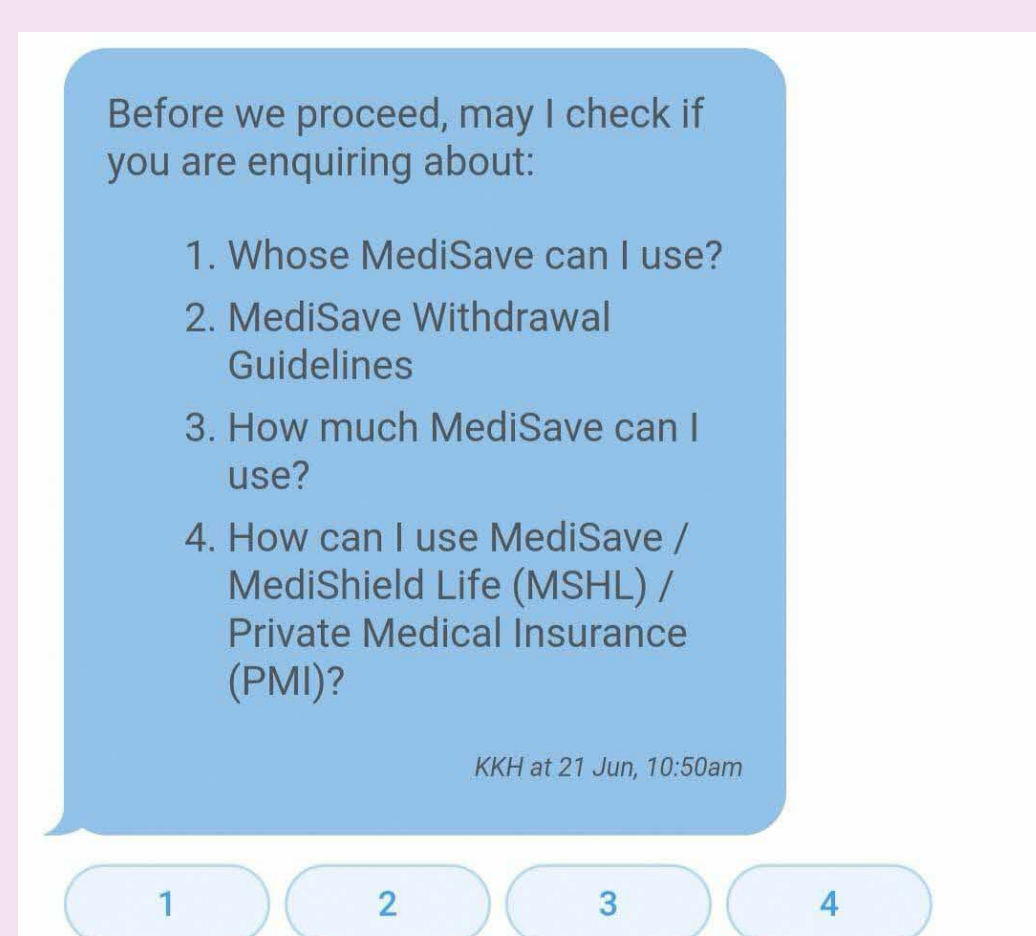 Before we proceed, may I check if
you are enquiring about:
1. Whose MediSave can I use?
2. MediSave Withdrawal
Guidelines
3. How much MediSave can I
use?
4. How can I use MediSave /
MediShield Life (MSHL) /
Private Medical Insurance
(PMI)?
KKH at 21 Jun, 10:50am
1 2 3 4